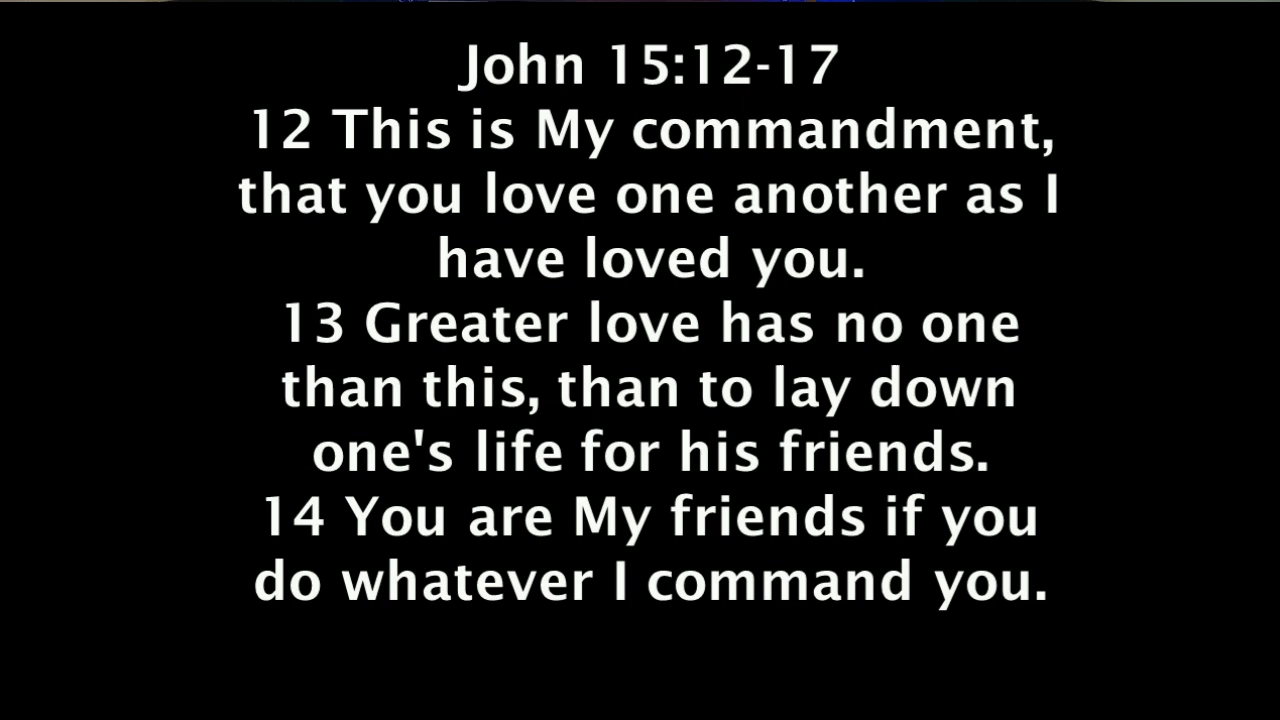 John 15:12-17
12 This is My commandment,
that you love one another as I
have loved you.
13 Greater love has no one
than this, than to lay down
one's life for his friends.
14 You are My friends if you
do whatever I command you.